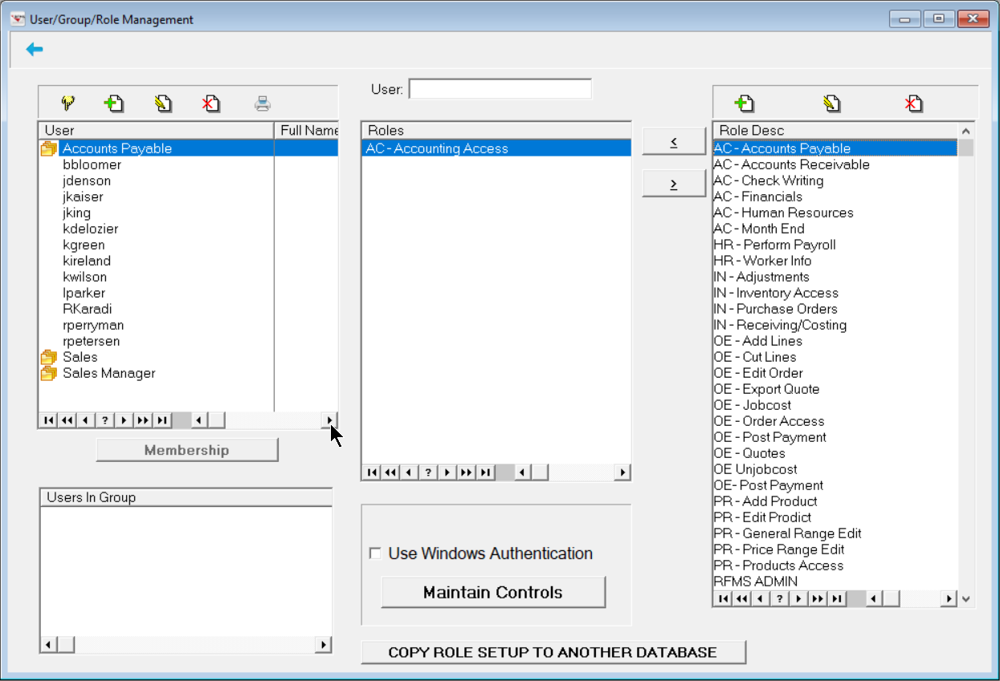 User/Group/Role Management
User:
User Full Name
Accounts Payable
bbloomer
jdenson
jkaiser
jking
kdelozier
kgreen
kireland
kwilson
lparker
RKaradi
rperryman
rpetersen
Sales
Sales Manager
?
Membership
Users In Group
Roles
AC - Accounting Access
?
Use Windows Authentication
Maintain Controls
COPY ROLE SETUP TO ANOTHER DATABASE
<
>
Role Desc
AC - Accounts Payable
AC - Accounts Receivable
AC - Check Writing
AC - Financials
AC - Human Resources
AC - Month End
HR - Perform Payroll
HR - Worker Info
IN - Adjustments
IN - Inventory Access
IN - Purchase Orders
IN - Receiving/Costing
OE - Add Lines
OE - Cut Lines
OE - Edit Order
OE - Export Quote
OE - Jobcost
OE - Order Access
OE - Post Payment
OE - Quotes
OE Unjobcost
OE- Post Payment
PR - Add Product
PR - Edit Prodict
PR - General Range Edit
PR - Price Range Edit
PR - Products Access
RFMS ADMIN
?